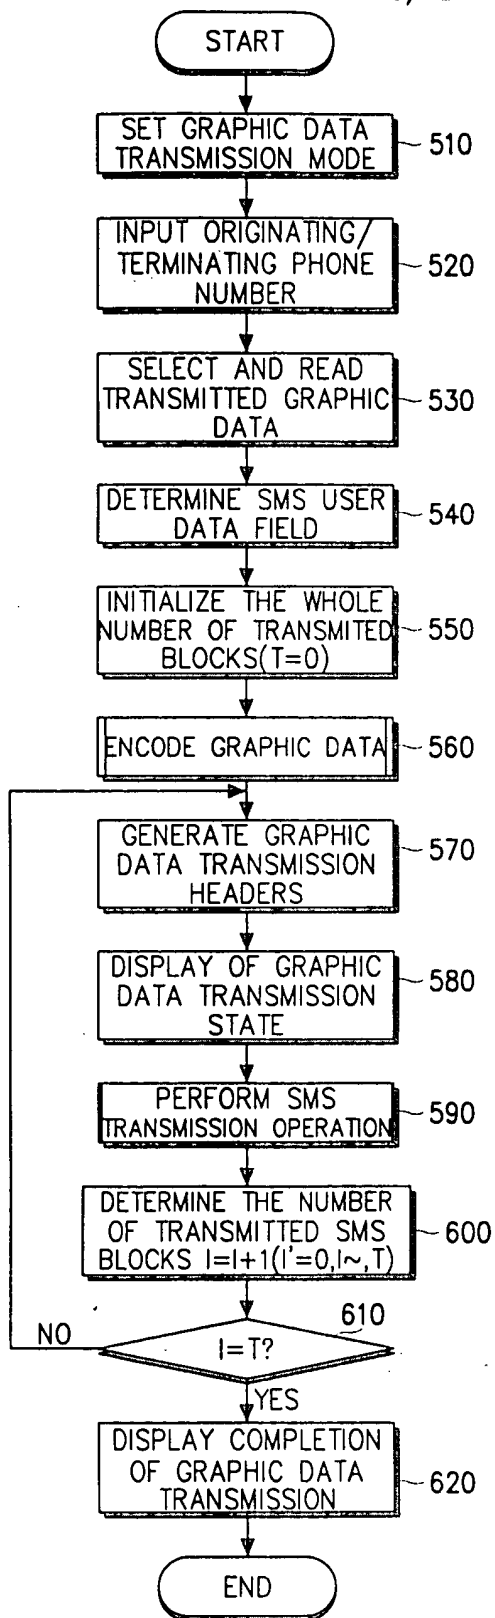 START
SET GRAPHIC DATA
TRANSMISSION MODE
510
INPUT ORIGINATING/
TERMINATING PHONE
NUMBER
520
SELECT AND READ
TRANSMITTED GRAPHIC
DATA
530
DETERMINE SMS USER
DATA FIELD
540
INITIALIZE THE WHOLE
NUMBER OF TRANSMITED
BLOCKS(T=0)
550
ENCODE GRAPHIC DATA
560
GENERATE GRAPHIC
DATA TRANSMISSION
HEADERS
570
DISPLAY OF GRAPHIC
DATA TRANSMISSION
STATE
580
PERFORM SMS
TRANSMISSION OPERATION
590
DETERMINE THE NUMBER
OF TRANSMITTED SMS
BLOCKS I=I+1(I'=0,I~,T)
600
610
I=T?
NO
YES
DISPLAY COMPLETION
OF GRAPHIC DATA
TRANSMISSION
620
END